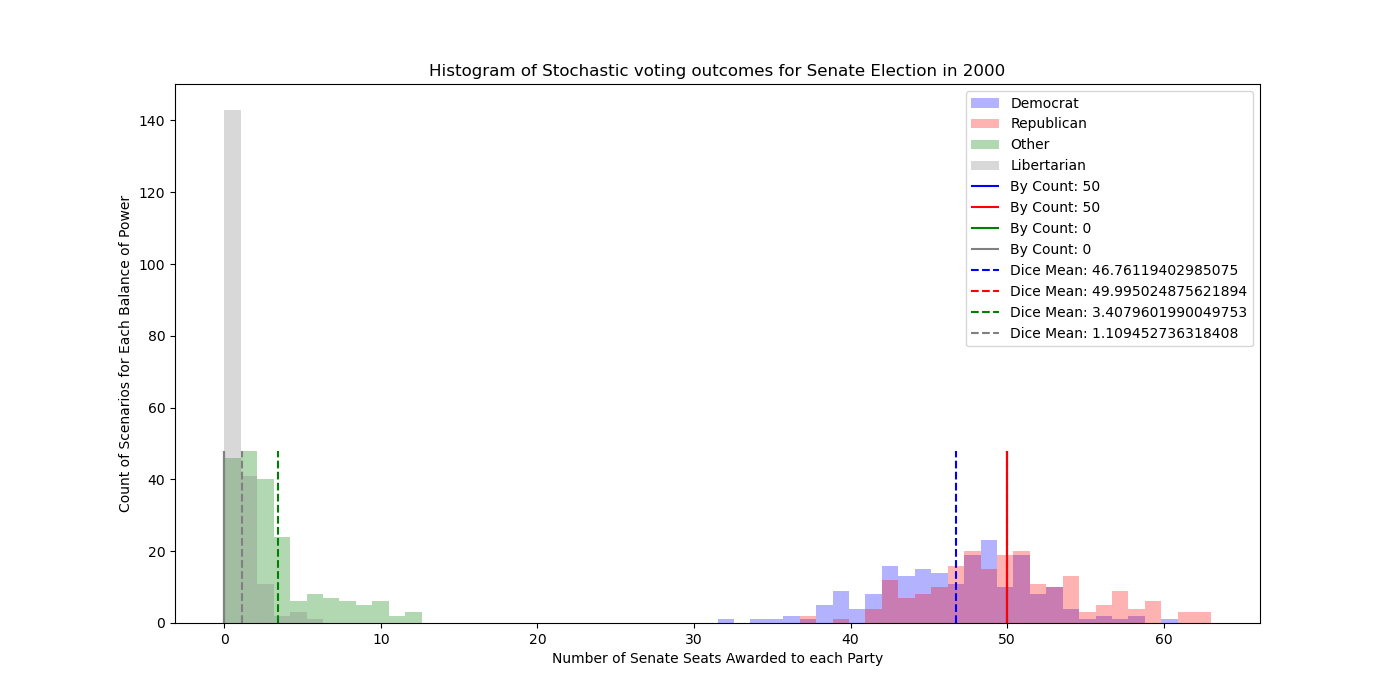 Histogram of Stochastic voting outcomes for Senate Election in 2000
Count of Scenarios for Each Balance of Power
140
120
100
80
60
40
20
0
Democrat
Republican
Other
Libertarian
By Count: 50
By Count: 50
By Count: 0
By Count: 0
Dice Mean: 46.76119402985075
Dice Mean: 49.995024875621894
Dice Mean: 3.4079601990049753
Dice Mean: 1.109452736318408
0 10 20 30 40 50 60
Number of Senate Seats Awarded to each Party